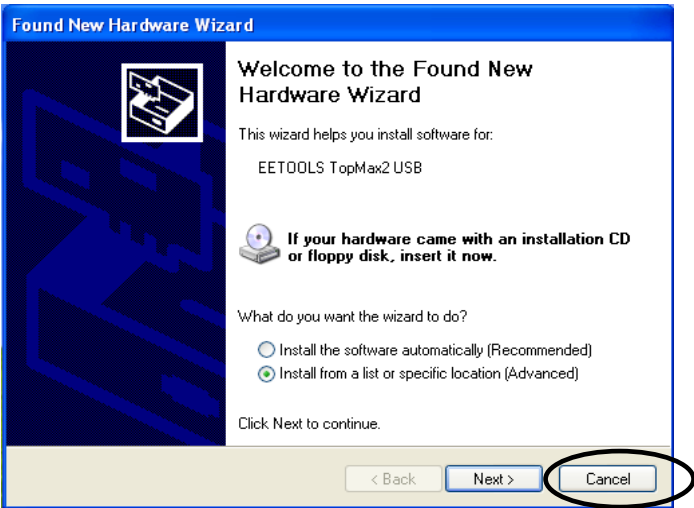 Found New Hardware Wizard
Welcome to the Found New
Hardware Wizard
This wizard helps you install software for:
EETOOLS TopMax2 USB
If your hardware came with an installation CD
or floppy disk, insert it now.
What do you want the wizard to do?
Install the software automatically (Recommended)
Install from a list or specific location (Advanced)
Click Next to continue.
< Back Next > Cancel